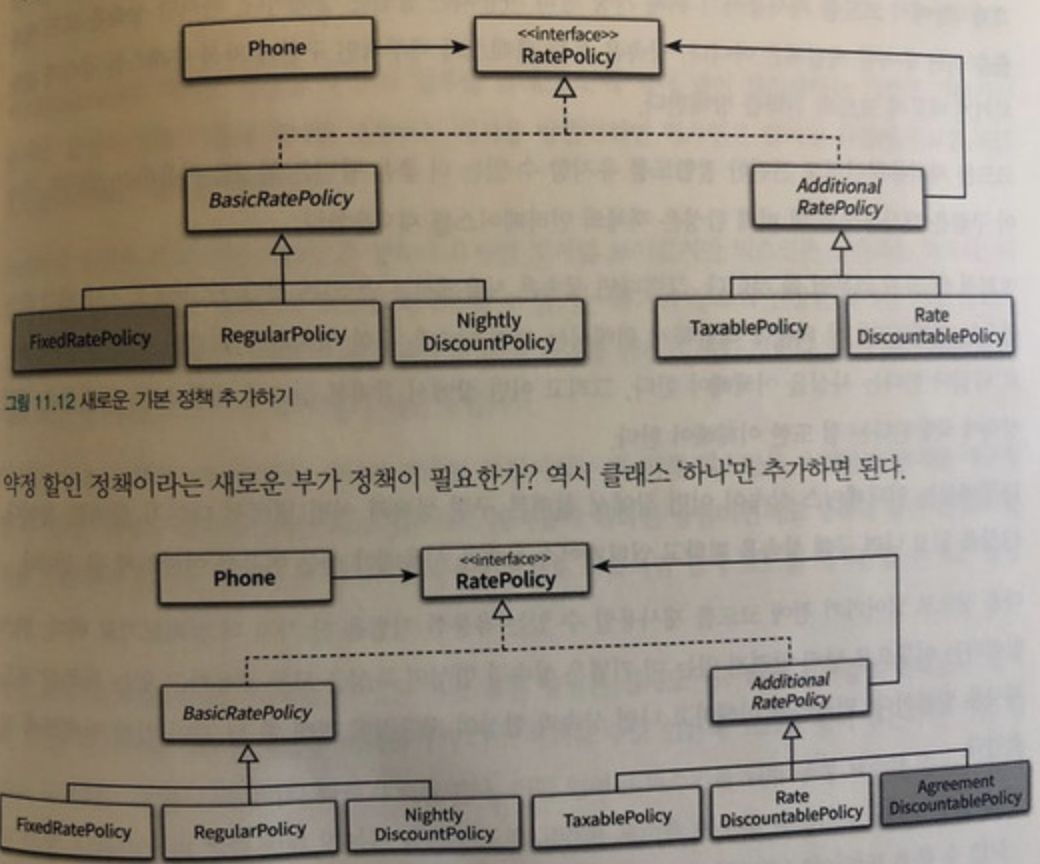 Phone
<<interface>>
RatePolicy
BasicRatePolicy
Additional
RatePolicy
FixedRatePolicy
RegularPolicy
Nightly
DiscountPolicy
TaxablePolicy
Rate
DiscountablePolicy
그림 11.12 새로운 기본 정책 추가하기
약정 할인 정책이라는 새로운 부가 정책이 필요한가? 역시 클래스 '하나'만 추가하면 된다.
Phone
<<interface>>
RatePolicy
BasicRatePolicy
Additional
RatePolicy
FixedRatePolicy
RegularPolicy
Nightly
DiscountPolicy
TaxablePolicy
Rate
DiscountablePolicy
Agreement
DiscountablePolicy